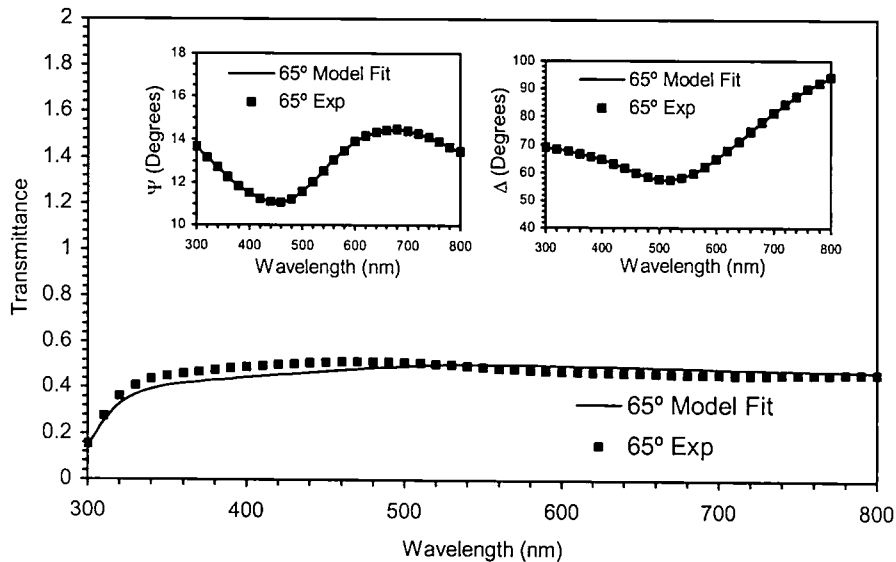 2
1.8
1.6
1.4
1.2
1
0.8
0.6
0.4
0.2
0
Transmittance
300 400 500 600 700 800
Wavelength (nm)
65º Model Fit
65º Exp
18
16
14
12
10
Ψ (Degrees)
65º Model Fit
65º Exp
300 400 500 600 700 800
Wavelength (nm)
100
90
80
70
60
50
40
Δ (Degrees)
65º Model Fit
65º Exp
300 400 500 600 700 800
Wavelength (nm)